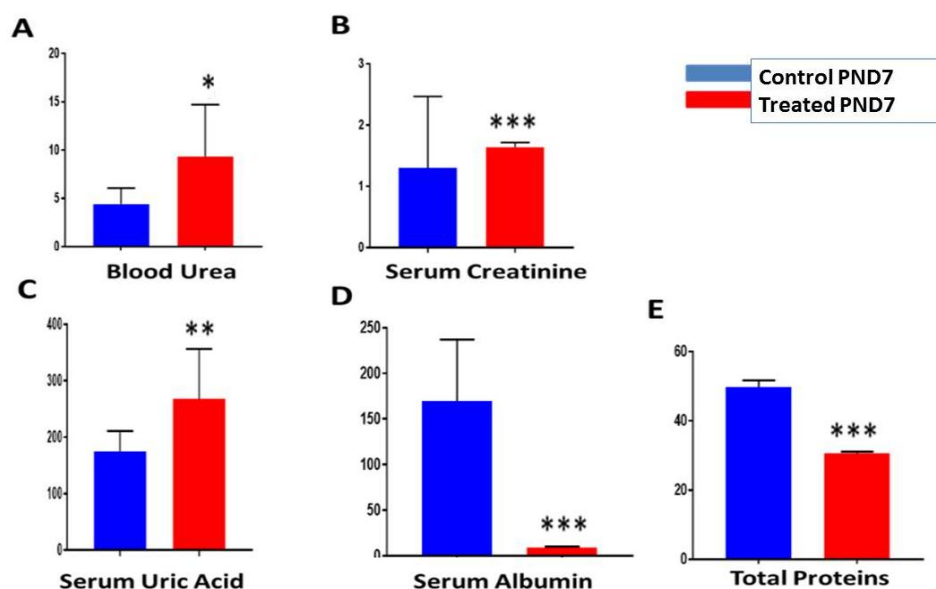 A
20
15
10
5
0
*
Blood Urea
B
3
2
1
0
***
Serum Creatinine
Control PND7
Treated PND7
C
400
300
200
100
0
**
Serum Uric Acid
D
250
200
150
100
50
0
***
Serum Albumin
E
60
40
20
0
***
Total Proteins